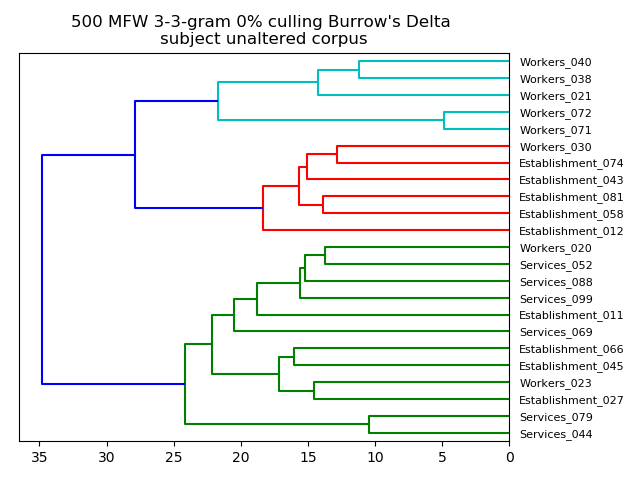 500 MFW 3-3-gram 0% culling Burrow's Delta
subject unaltered corpus
Workers_040
Workers_038
Workers_021
Workers_072
Workers_071
Workers_030
Establishment_074
Establishment_043
Establishment_081
Establishment_058
Establishment_012
Workers_020
Services_052
Services_088
Services_099
Establishment_011
Services_069
Establishment_066
Establishment_045
Workers_023
Establishment_027
Services_079
Services_044
35 30 25 20 15 10 5 0